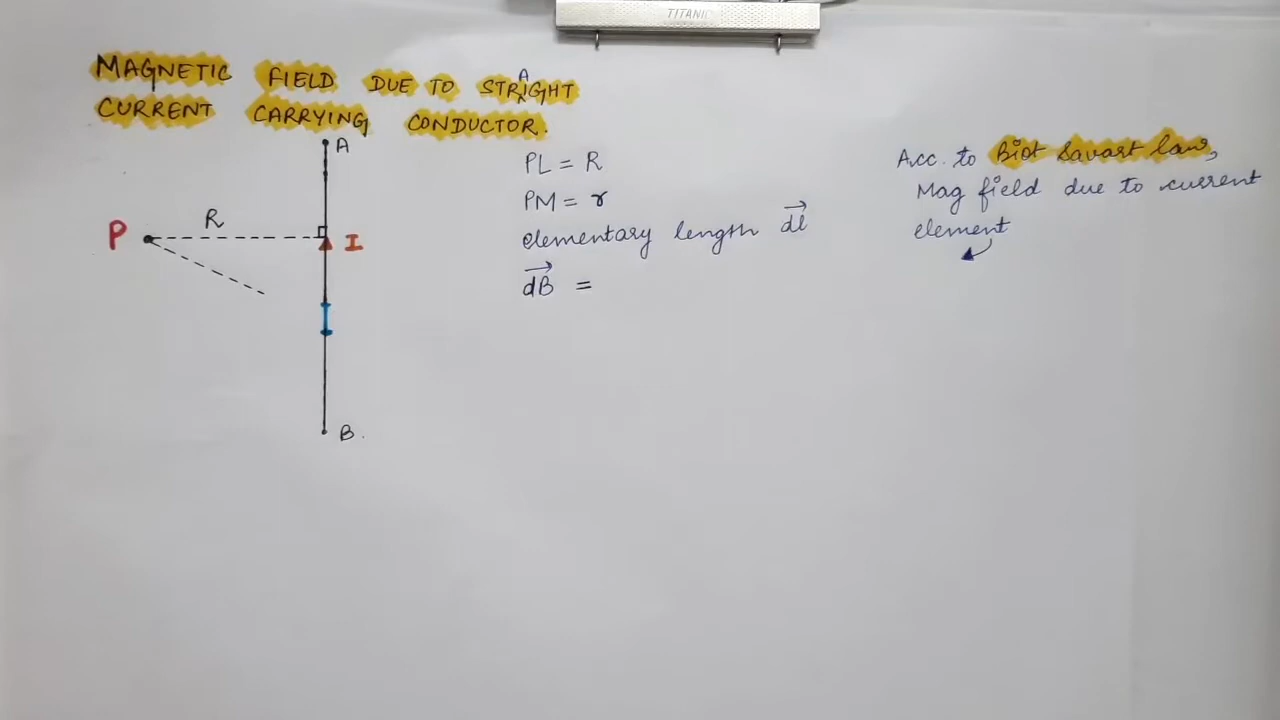 TITANIC
MAGNETIC FIELD DUE TO STRAIGHT
CURRENT CARRYING CONDUCTOR.
A
P R I
B.
PL = R
PM = r
elementary length dl
dB =
Acc. to Biot Savart law,
Mag field due to current
element